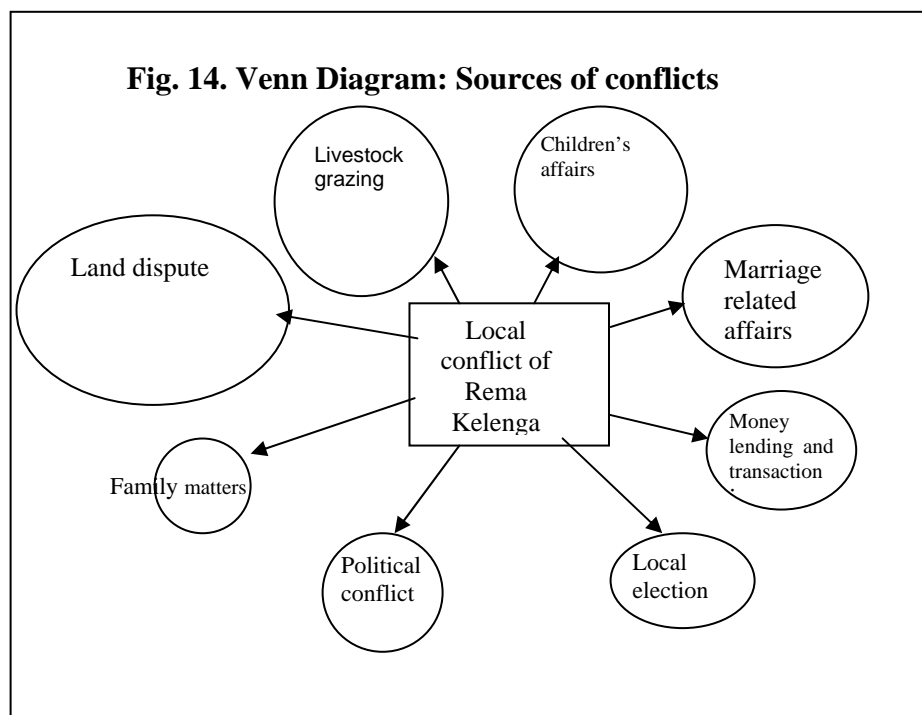 Fig. 14. Venn Diagram: Sources of conflicts
Livestock
grazing
Children's
affairs
Land dispute
Marriage
related
affairs
Local
conflict of
Rema
Kelenga
Money
lending and
transaction
Family matters
Political
conflict
Local
election